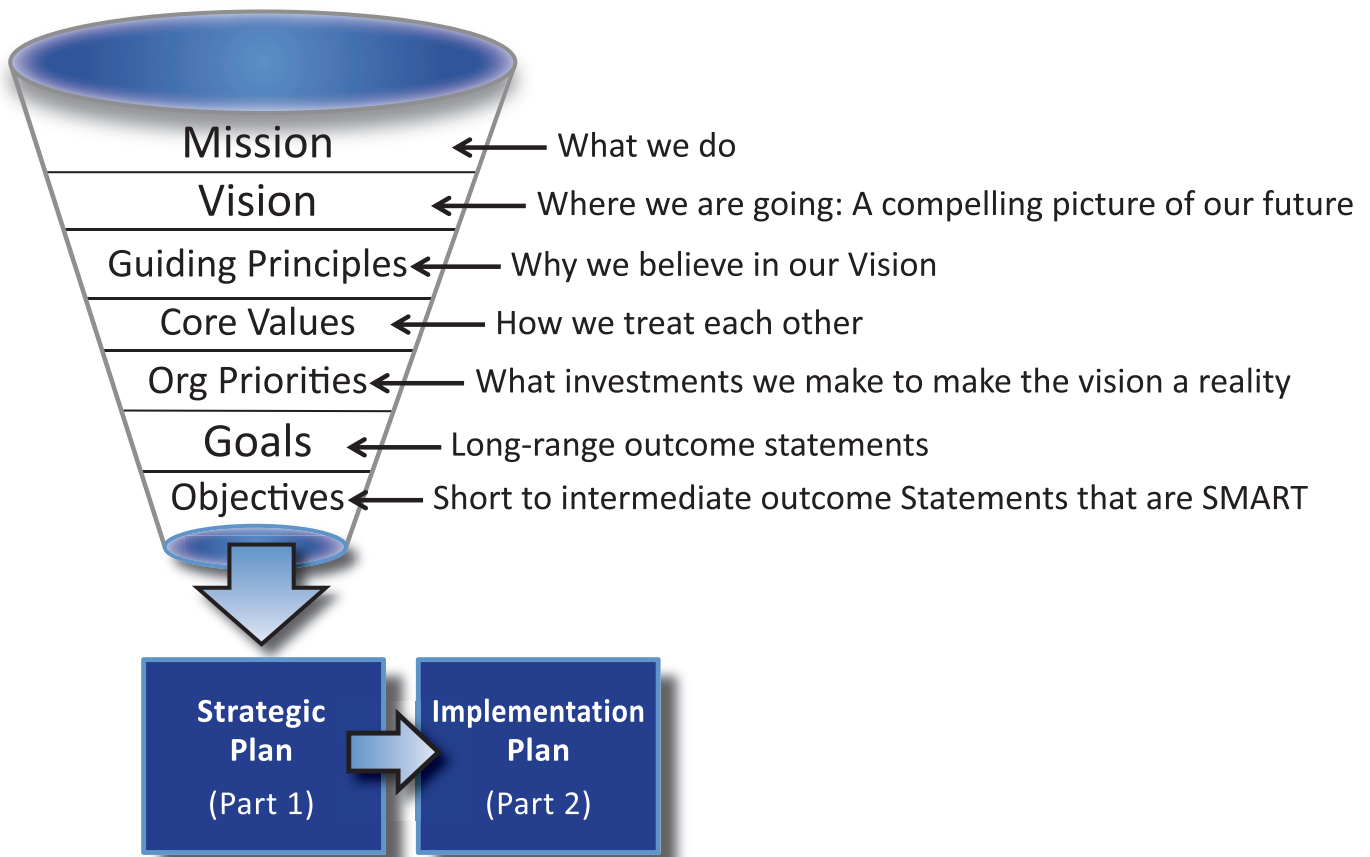 Mission
What we do
Vision
Where we are going: A compelling picture of our future
Guiding Principles
Why we believe in our Vision
Core Values
How we treat each other
Org Priorities
What investments we make to make the vision a reality
Goals
Long-range outcome statements
Objectives
Short to intermediate outcome Statements that are SMART
Strategic
Plan
(Part 1)
Implementation
Plan
(Part 2)